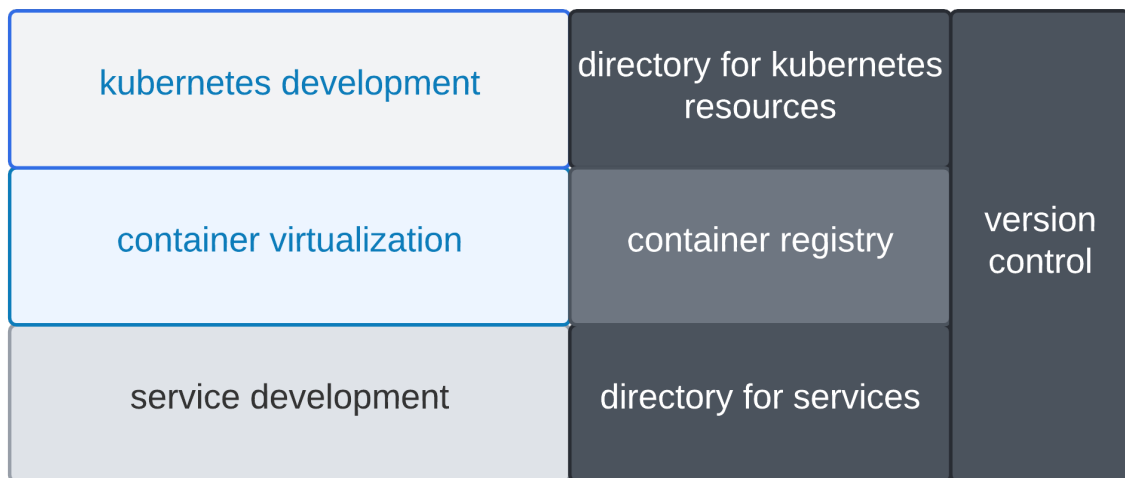 kubernetes development
directory for kubernetes
resources
container virtualization
container registry
version
control
service development
directory for services